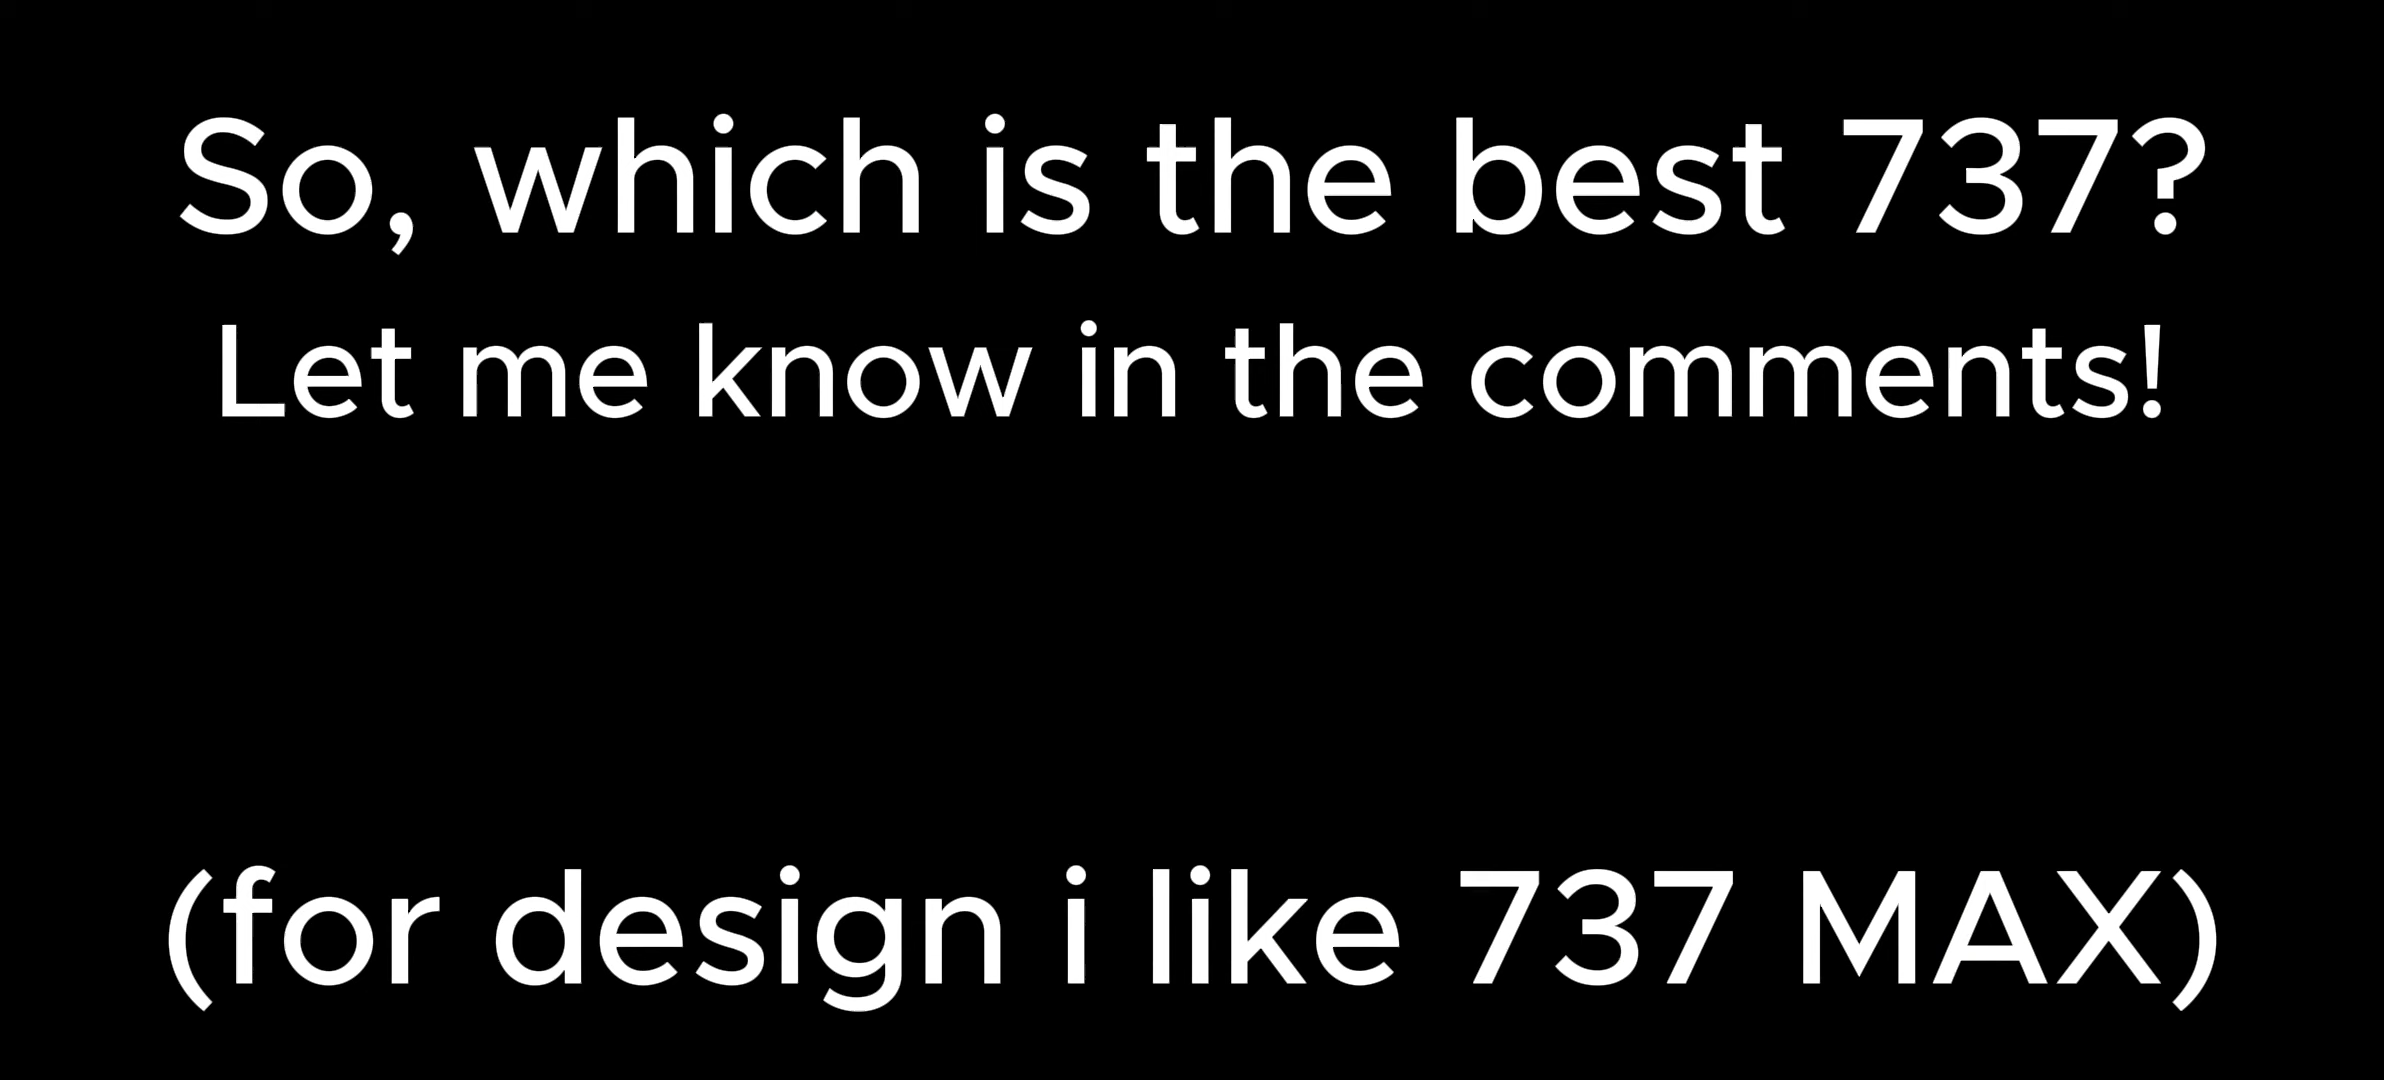 So, which is the best 737?
Let me know in the comments!
(for design i like 737 MAX)